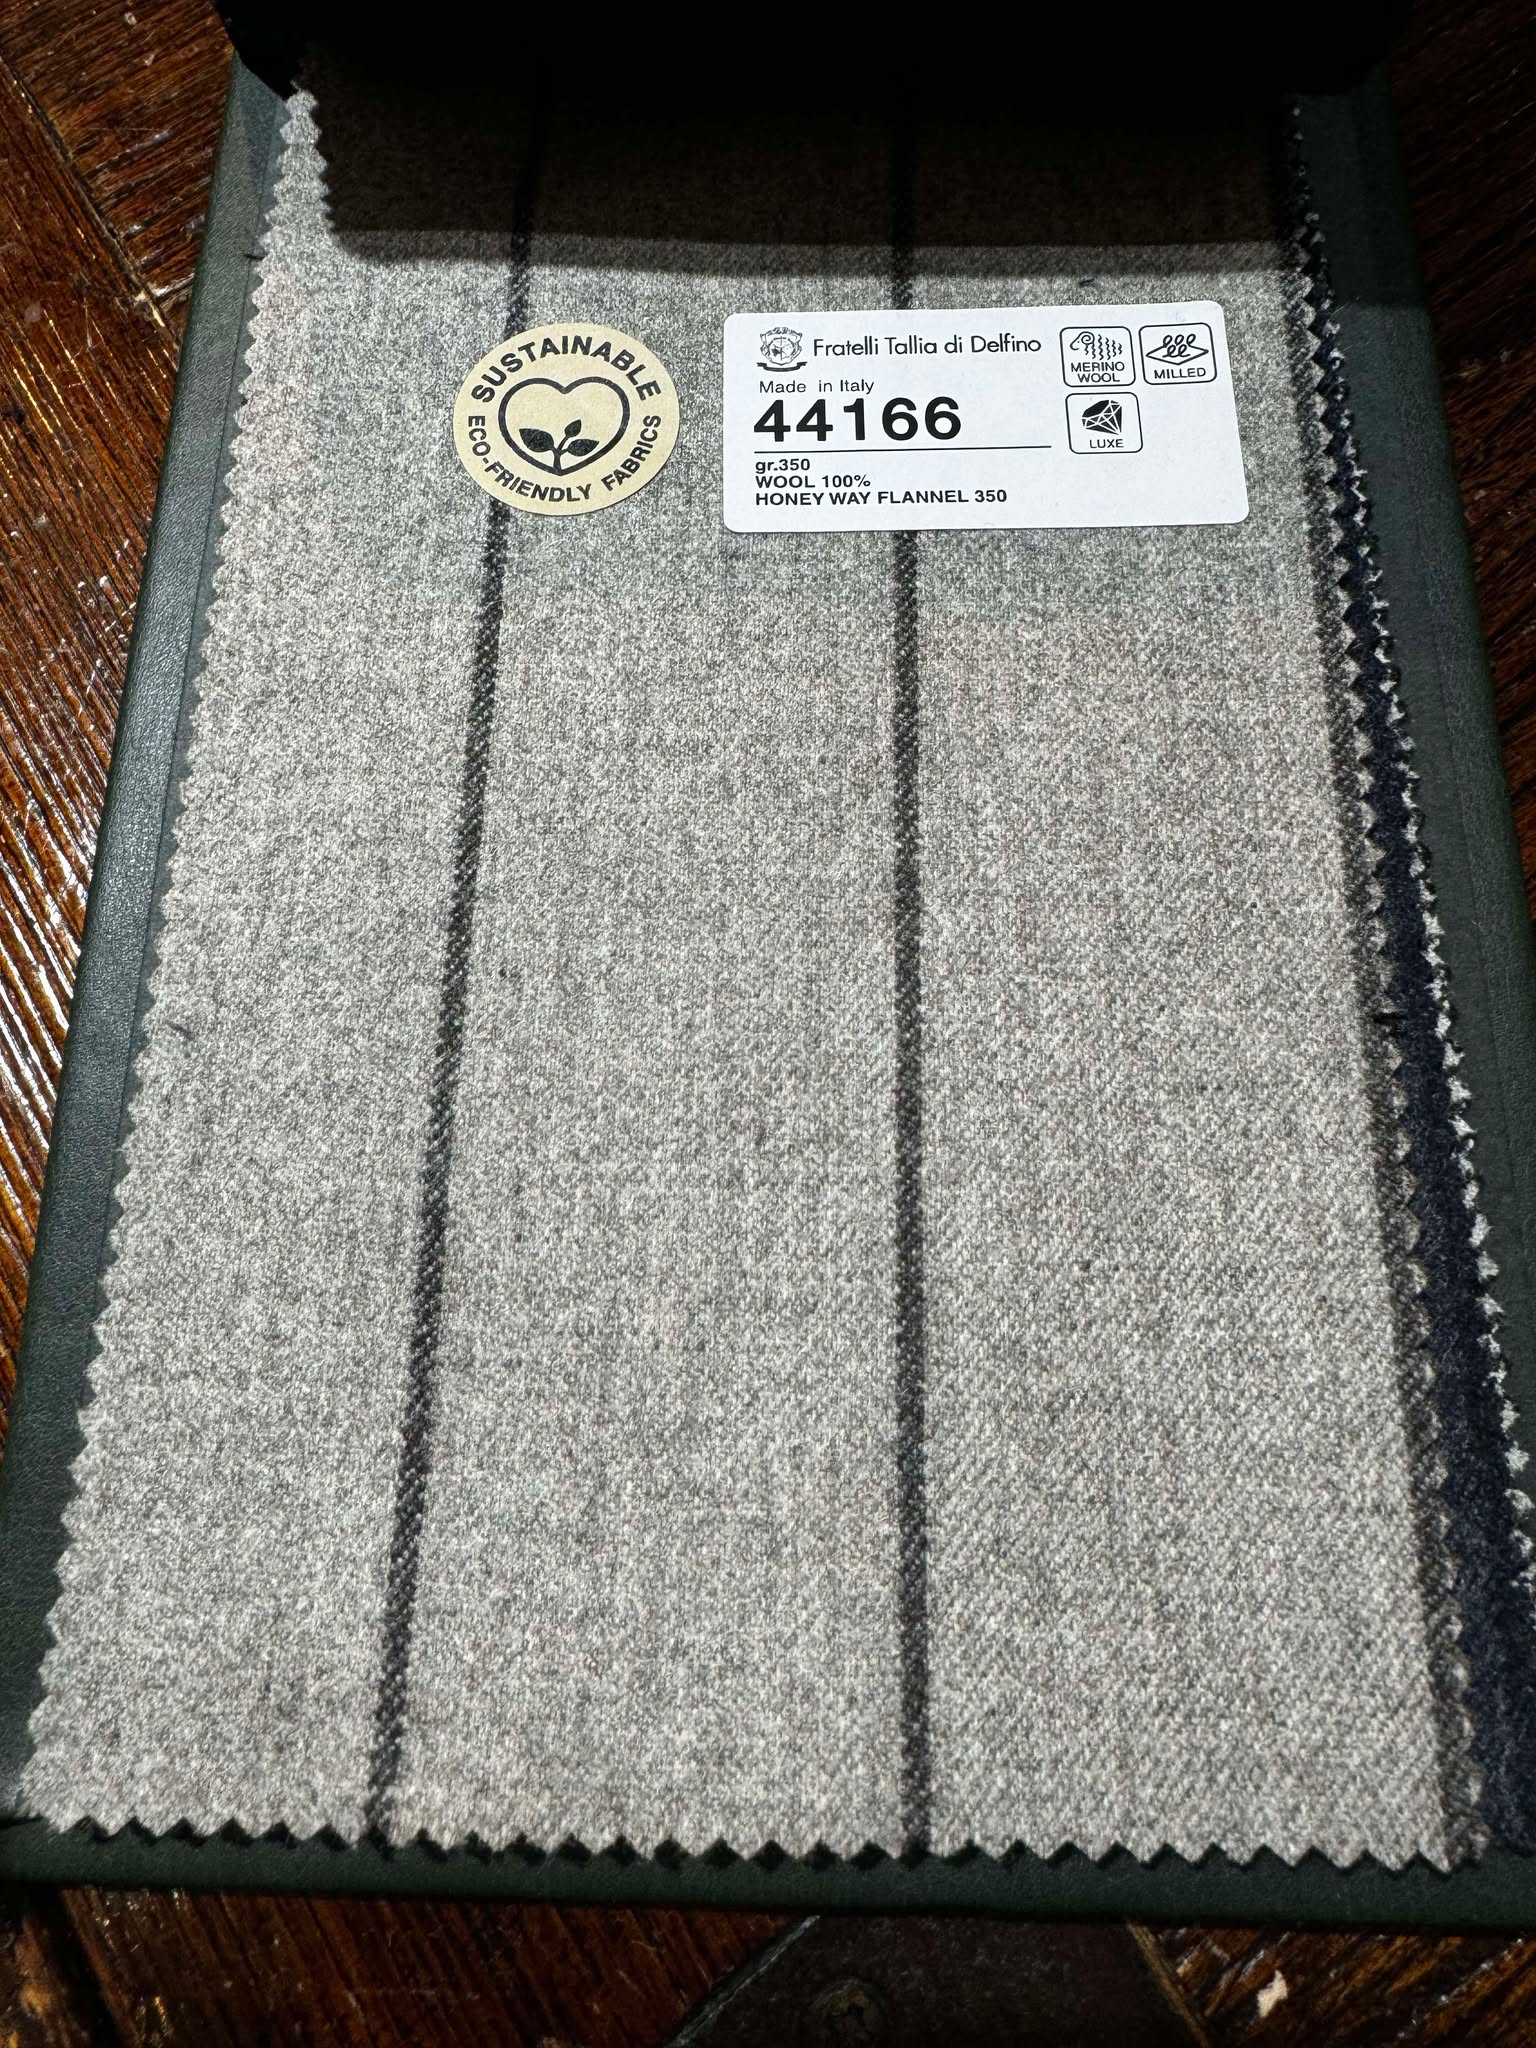 SUSTAINABLE
ECO-FRIENDLY FABRICS
Fratelli Tallia di Delfino
Made in Italy
44166
gr.350
WOOL 100%
HONEY WAY FLANNEL 350
MERINO
WOOL
MILLED
LUXE